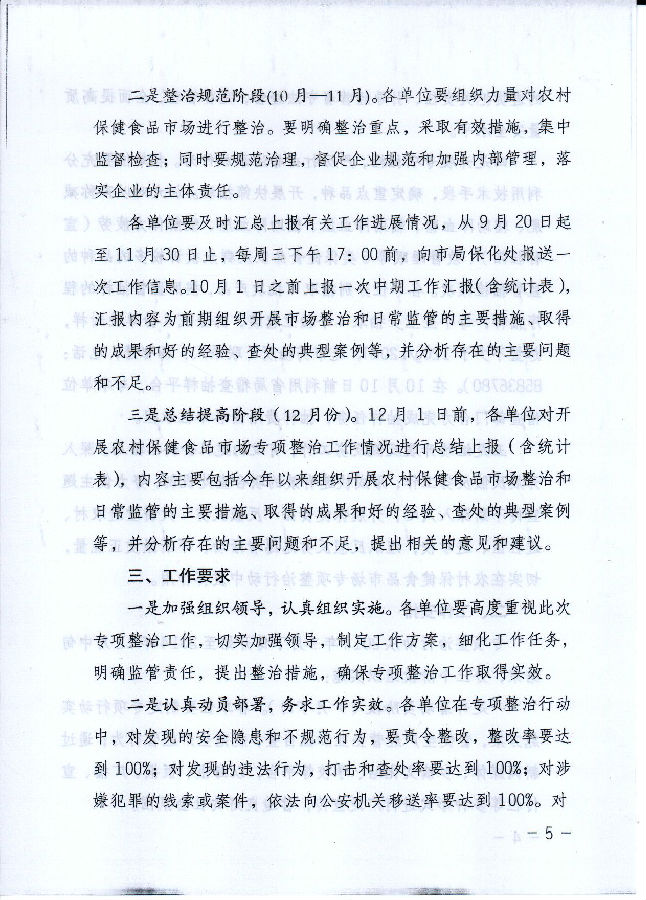 二是整治规范阶段(10月—11月)。各单位要组织力量对农村
保健食品市场进行整治。要明确整治重点，采取有效措施，集中
监督检查；同时要规范治理，督促企业规范和加强内部管理，落
实企业的主体责任。
各单位要及时汇总上报有关工作进展情况，从9月20日起
至11月30日止，每周三下午17：00前，向市局保化处报送一
次工作信息。10月1日之前上报一次中期工作汇报(含统计表)，
汇报内容为前期组织开展市场整治和日常监管的主要措施、取得
的成果和好的经验、查处的典型案例等，并分析存在的主要问题
和不足。
三是总结提高阶段（12月份）。12月1日前，各单位对开
展农村保健食品市场专项整治工作情况进行总结上报（含统计
表），内容主要包括今年以来组织开展农村保健食品市场整治和
日常监管的主要措施、取得的成果和好的经验、查处的典型案例
等，并分析存在的主要问题和不足，提出相关的意见和建议。
三、工作要求
一是加强组织领导，认真组织实施。各单位要高度重视此次
专项整治工作，切实加强领导，制定工作方案，细化工作任务，
明确监管责任，提出整治措施，确保专项整治工作取得实效。
二是认真动员部署，务求工作实效。各单位在专项整治行动
中，对发现的安全隐患和不规范行为，要责令整改，整改率要达
到100%；对发现的违法行为，打击和查处率要达到100%；对涉
嫌犯罪的线索或案件，依法向公安机关移送率要达到100%。对
－5－